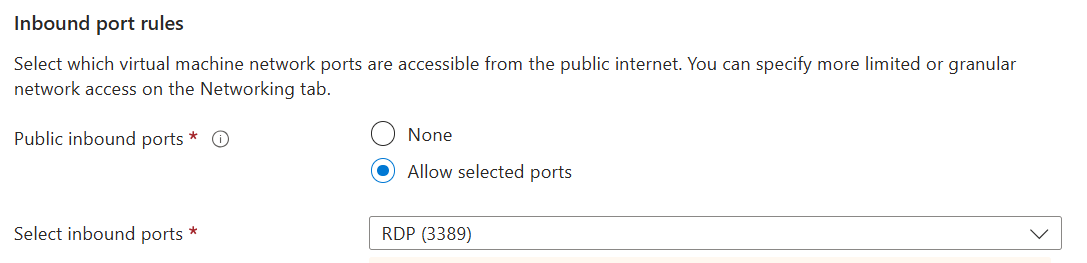 Inbound port rules
Select which virtual machine network ports are accessible from the public internet. You can specify more limited or granular
network access on the Networking tab.
Public inbound ports *
None
Allow selected ports
Select inbound ports *
RDP (3389)